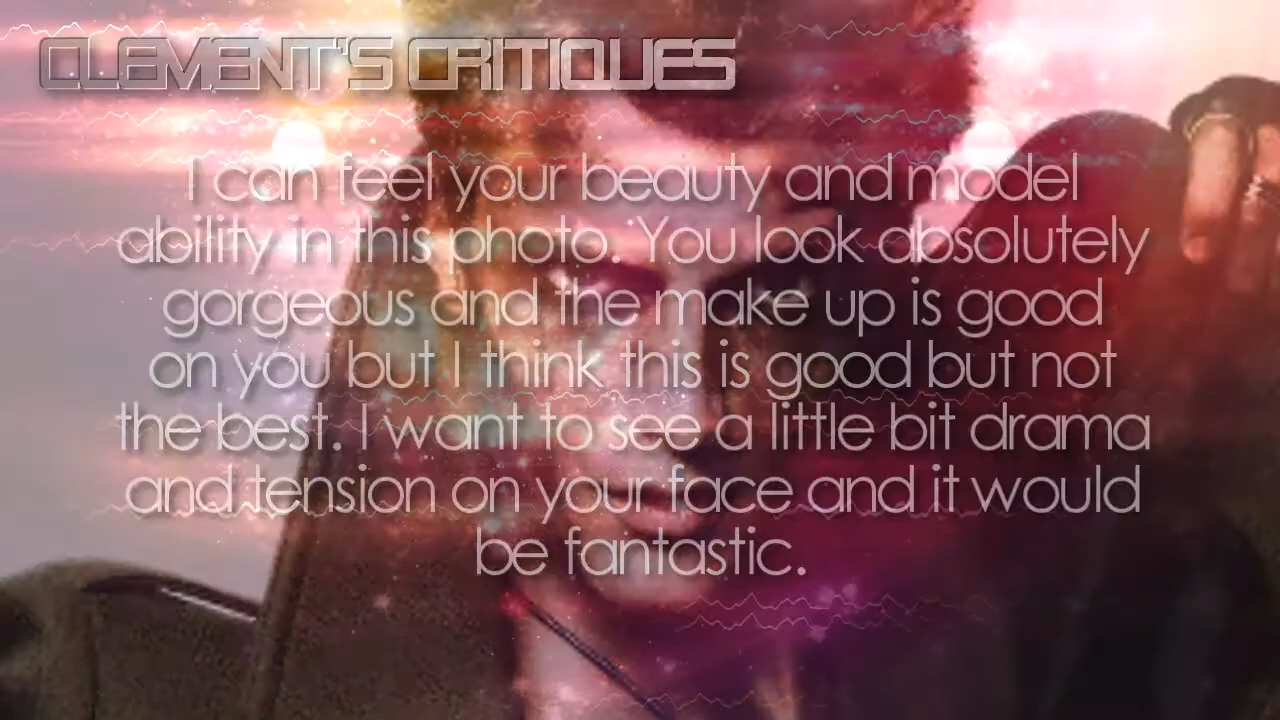 CLEMENT'S CRITIQUES
I can feel your beauty and model
ability in this photo. You look absolutely
gorgeous and the make up is good
on you but I think this is good but not
the best. I want to see a little bit drama
and tension on your face and it would
be fantastic.